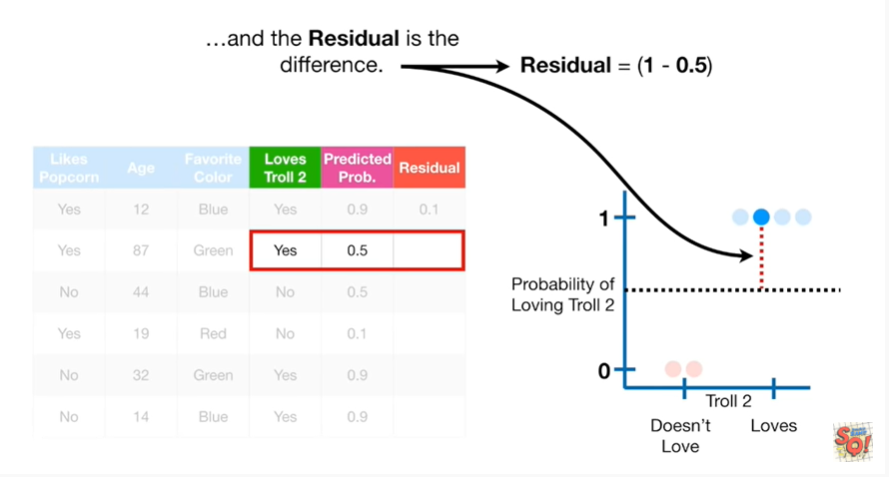 …and the Residual is the
difference.
Residual = (1 - 0.5)
Likes Popcorn Age Favorite Color Loves Troll 2 Predicted Prob. Residual
Yes 12 Blue Yes 0.9 0.1
Yes 87 Green Yes 0.5
No 44 Blue No 0.5
Yes 19 Red No 0.1
No 32 Green Yes 0.9
No 14 Blue Yes 0.9
1
Probability of
Loving Troll 2
0
Troll 2
Doesn't
Love
Loves
SQ!